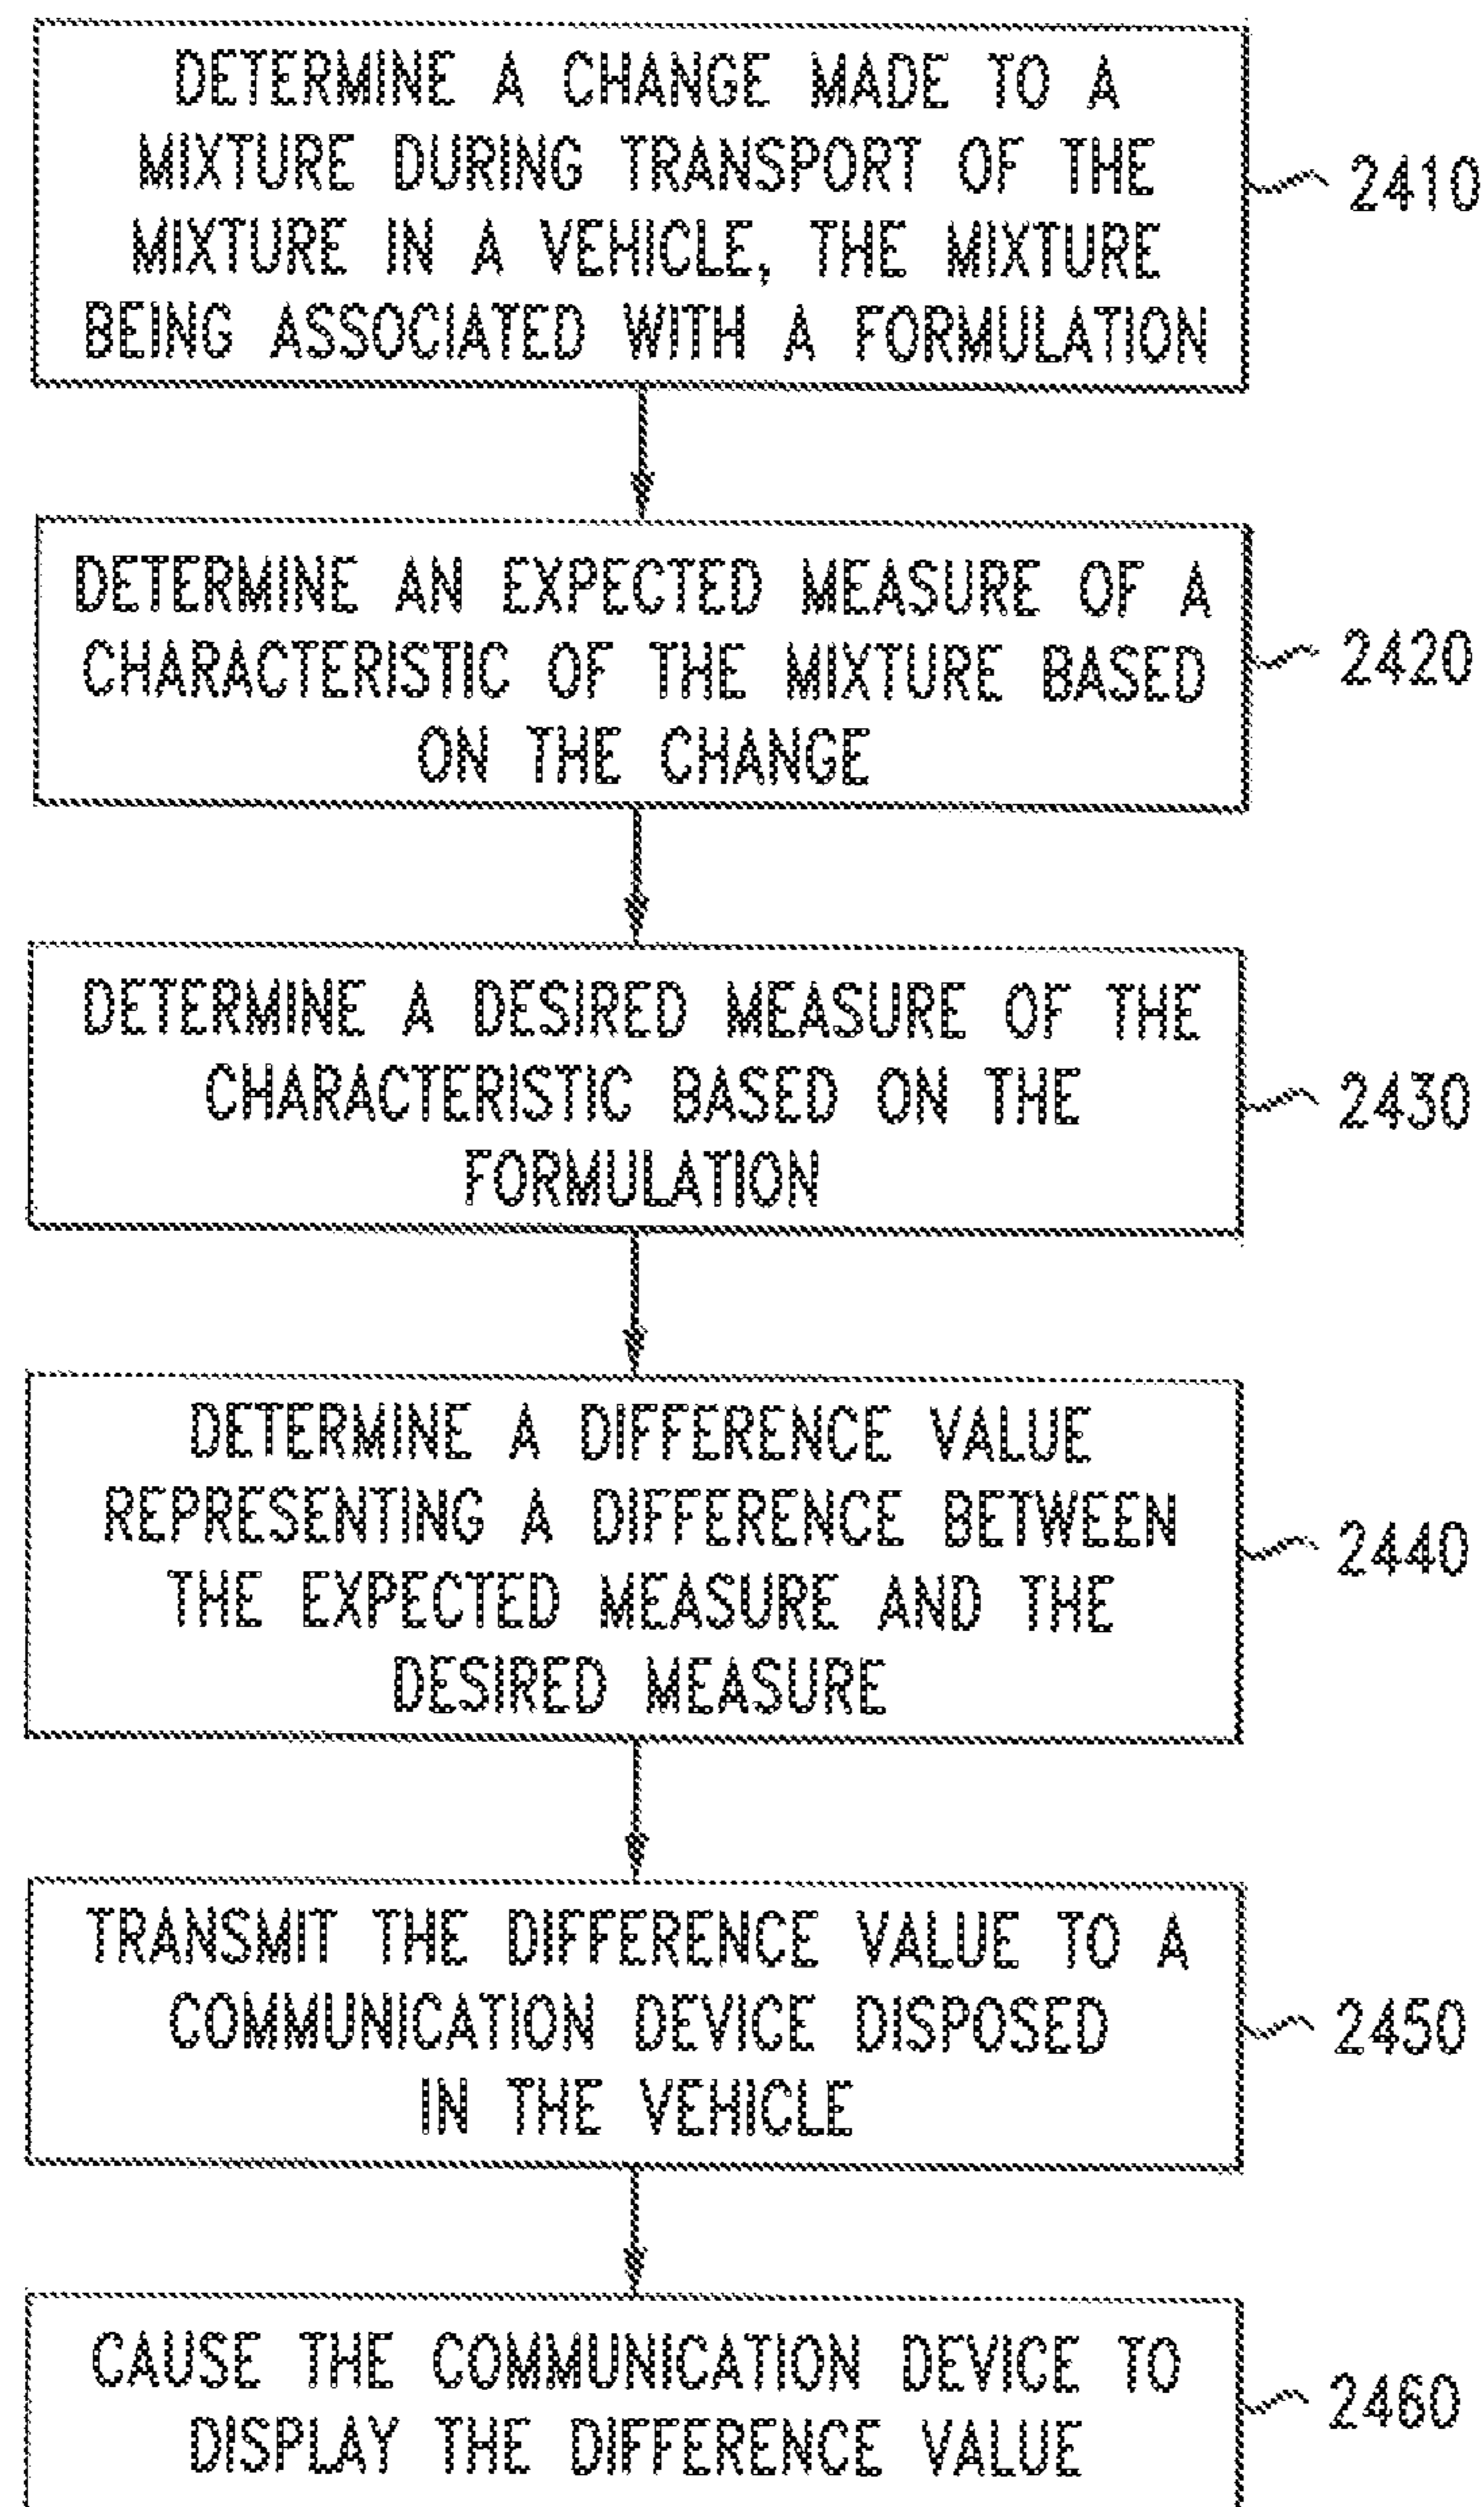 DETERMINE A CHANGE MADE TO A
MIXTURE DURING TRANSPORT OF THE
MIXTURE IN A VEHICLE, THE MIXTURE
BEING ASSOCIATED WITH A FORMULATION
2410
DETERMINE AN EXPECTED MEASURE OF A
CHARACTERISTIC OF THE MIXTURE BASED
ON THE CHANGE
2420
DETERMINE A DESIRED MEASURE OF THE
CHARACTERISTIC BASED ON THE
FORMULATION
2430
DETERMINE A DIFFERENCE VALUE
REPRESENTING A DIFFERENCE BETWEEN
THE EXPECTED MEASURE AND THE
DESIRED MEASURE
2440
TRANSMIT THE DIFFERENCE VALUE TO A
COMMUNICATION DEVICE DISPOSED
IN THE VEHICLE
2450
CAUSE THE COMMUNICATION DEVICE TO
DISPLAY THE DIFFERENCE VALUE
2460